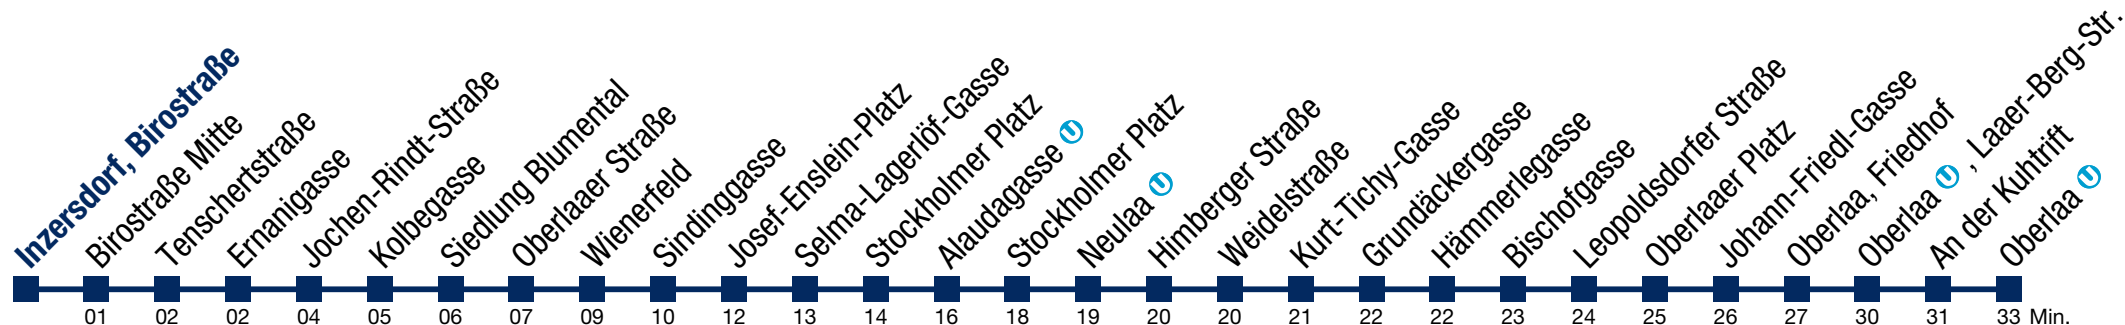 Inzersdorf, Birostraße
Birostraße Mitte
Tenschertstraße
Ernanigasse
Jochen-Rindt-Straße
Kolbegasse
Siedlung Blumental
Oberlaaer Straße
Wienerfeld
Sindinggasse
Josef-Enslein-Platz
Selma-Lagerlöf-Gasse
Stockholmer Platz
Alaudagasse U
Stockholmer Platz
Neulaa U
Himberger Straße
Weidelstraße
Kurt-Tichy-Gasse
Grundäckergasse
Hämmerlegasse
Bischofgasse
Leopoldsdorfer Straße
Oberlaaer Platz
Johann-Friedl-Gasse
Oberlaa, Friedhof
Oberlaa U , Laaer-Berg-Str.
An der Kuhtrift
Oberlaa U
01 02 02 04 05 06 07 09 10 12 13 14 16 18 19 20 20 21 22 22 23 24 25 26 27 30 31 33 Min.